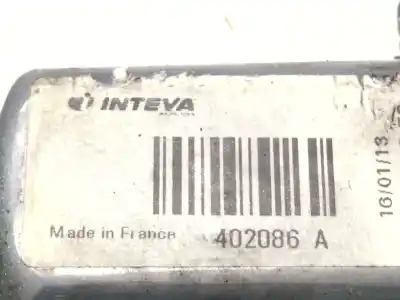 INTEVA
Made in France
402086 A
16/01/13